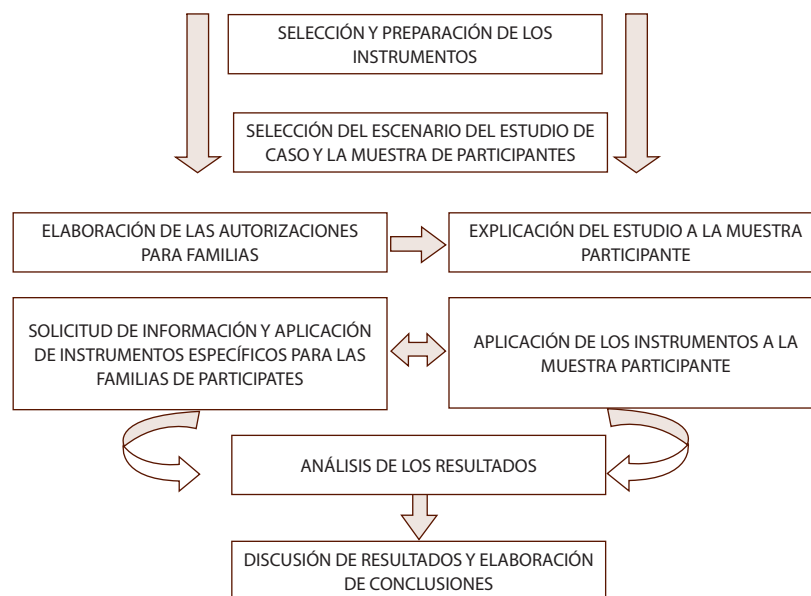 SELECCIÓN Y PREPARACIÓN DE LOS
INSTRUMENTOS
SELECCIÓN DEL ESCENARIO DEL ESTUDIO DE
CASO Y LA MUESTRA DE PARTICIPANTES
ELABORACIÓN DE LAS AUTORIZACIONES
PARA FAMILIAS
EXPLICACIÓN DEL ESTUDIO A LA MUESTRA
PARTICIPANTE
SOLICITUD DE INFORMACIÓN Y APLICACIÓN
DE INSTRUMENTOS ESPECÍFICOS PARA LAS
FAMILIAS DE PARTICIPATES
APLICACIÓN DE LOS INSTRUMENTOS A LA
MUESTRA PARTICIPANTE
ANÁLISIS DE LOS RESULTADOS
DISCUSIÓN DE RESULTADOS Y ELABORACIÓN
DE CONCLUSIONES